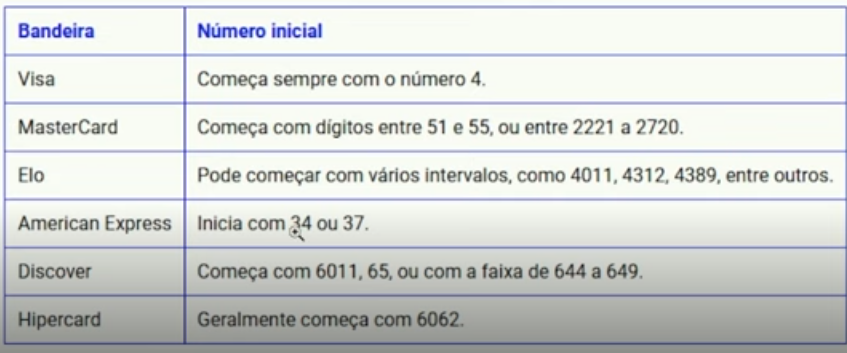 Bandeira Número inicial
Visa Começa sempre com o número 4.
MasterCard Começa com dígitos entre 51 e 55, ou entre 2221 a 2720.
Elo Pode começar com vários intervalos, como 4011, 4312, 4389, entre outros.
American Express Inicia com 34 ou 37.
Discover Começa com 6011, 65, ou com a faixa de 644 a 649.
Hipercard Geralmente começa com 6062.